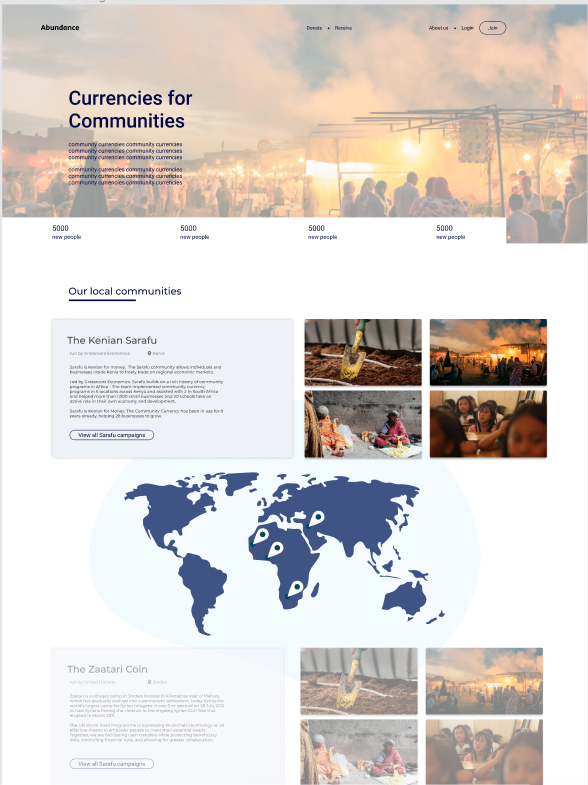 Abundance
Donate • Receive
About us • Login Join
Currencies for
Communities
community currencies community currencies
community currencies community currencies
community currencies community currencies
community currencies community currencies
community currencies community currencies
community currencies community currencies
5000 5000 5000 5000
new people new people new people new people
Our local communities
The Kenian Sarafu
run by Grassroots Economics Kenia
Sarafu is Kenian for money. The Sarafu community allows individuals and
businesses inside Kenia to freely trade on regional economic markets.
Led by Grassroots Economics, Sarafu builds on a rich history of community
programs in Africa - The team implemented community currency
programs in 6 locations across Kenya and assisted with 2 in South Africa
and helped more than 1,000 small businesses and 20 schools take an
active role in their own economy and development.
Sarafu is Kenian for Money. The Community Currency has been in use for 8
years already, helping 28 businesses to grow.
View all Sarafu campaigns
The Zaatari Coin
run by United Nations Jordan
Zaatari is a refugee camp in Jordan, located 10 kilometres east of Mafraq,
which has gradually evolved into a permanent settlement, today being the
world's largest camp for Syrian refugees. It was first opened on 28 July 2012
to host Syrians fleeing the violence in the ongoing Syrian Civil War that
erupted in March 2011.
The UN World Food Programme is harnessing blockchain technology as an
effective means to empower people to meet their essential needs.
Together, we are facilitating cash transfers while protecting beneficiary
data, controlling financial risks, and allowing for greater collaboration.
View all Sarafu campaigns